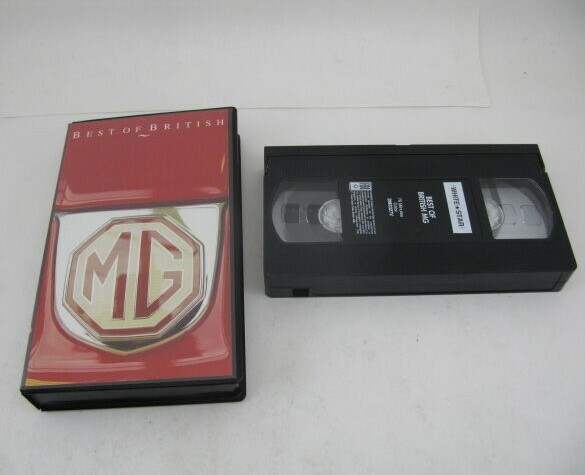 BEST OF BRITISH
MG
WHITE★STAR
BEST OF
BRITISH MG